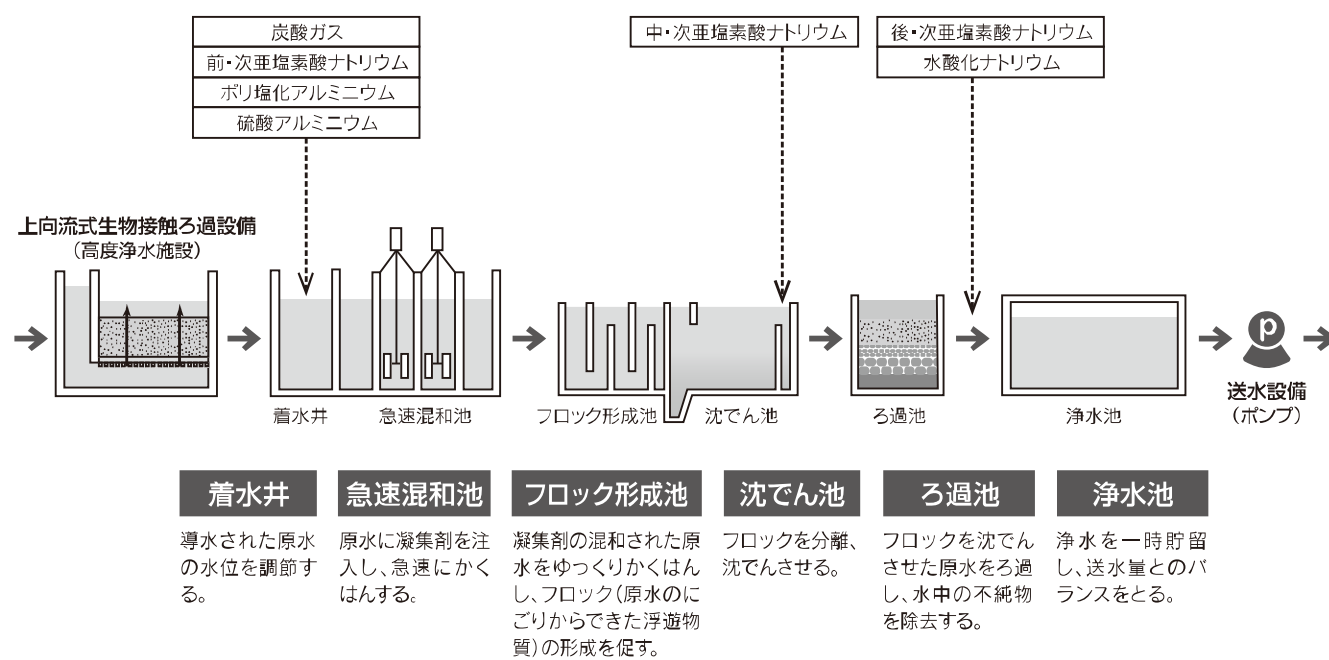 炭酸ガス
前・次亜塩素酸ナトリウム
ポリ塩化アルミニウム
硫酸アルミニウム
中・次亜塩素酸ナトリウム
後・次亜塩素酸ナトリウム
水酸化ナトリウム
上向流式生物接触ろ過設備
（高度浄水施設）
着水井
急速混和池
フロック形成池
沈でん池
ろ過池
浄水池
p
送水設備
（ポンプ）
着水井
導水された原水
の水位を調節す
る。
急速混和池
原水に凝集剤を注
入し、急速にかく
はんする。
フロック形成池
凝集剤の混和された原
水をゆっくりかくはん
し、フロック（原水のに
ごりからできた浮遊物
質）の形成を促す。
沈でん池
フロックを分離、
沈でんさせる。
ろ過池
フロックを沈でん
させた原水をろ過
し、水中の不純物
を除去する。
浄水池
浄水を一時貯留
し、送水量とのバ
ランスをとる。